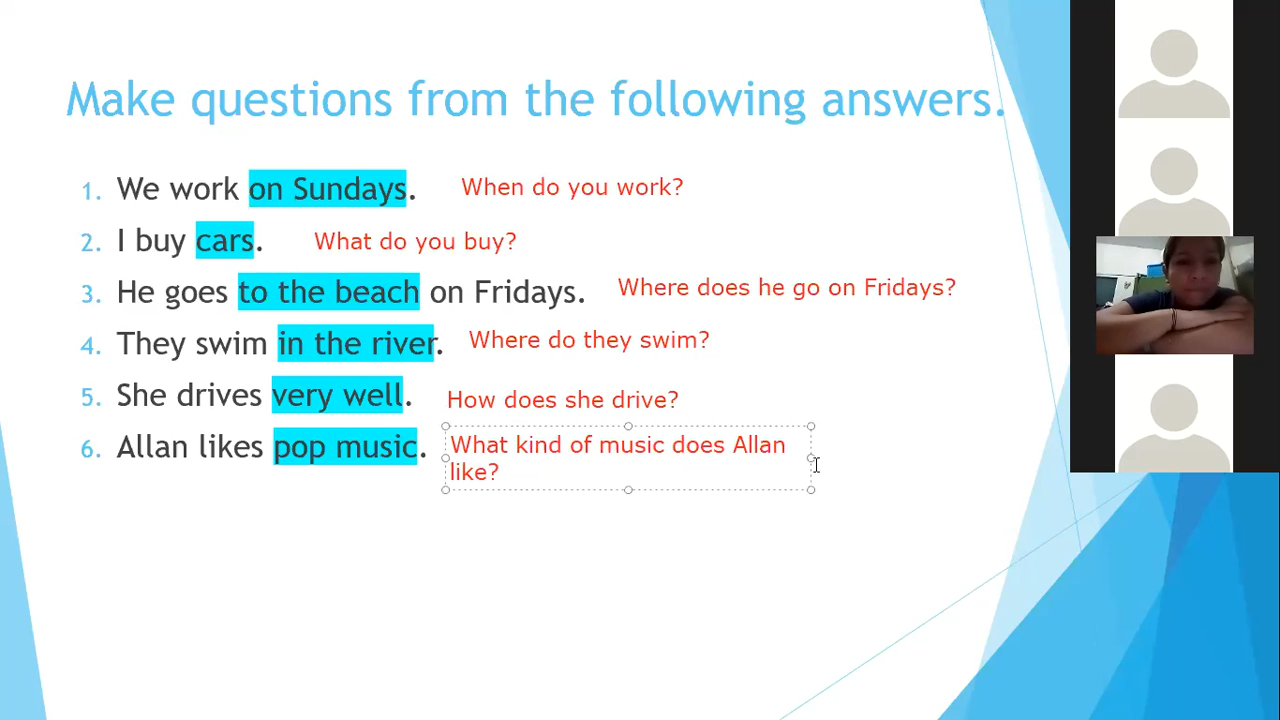 Make questions from the following answers.
1. We work on Sundays. When do you work?
2. I buy cars. What do you buy?
3. He goes to the beach on Fridays. Where does he go on Fridays?
4. They swim in the river. Where do they swim?
5. She drives very well. How does she drive?
6. Allan likes pop music. What kind of music does Allan
like?